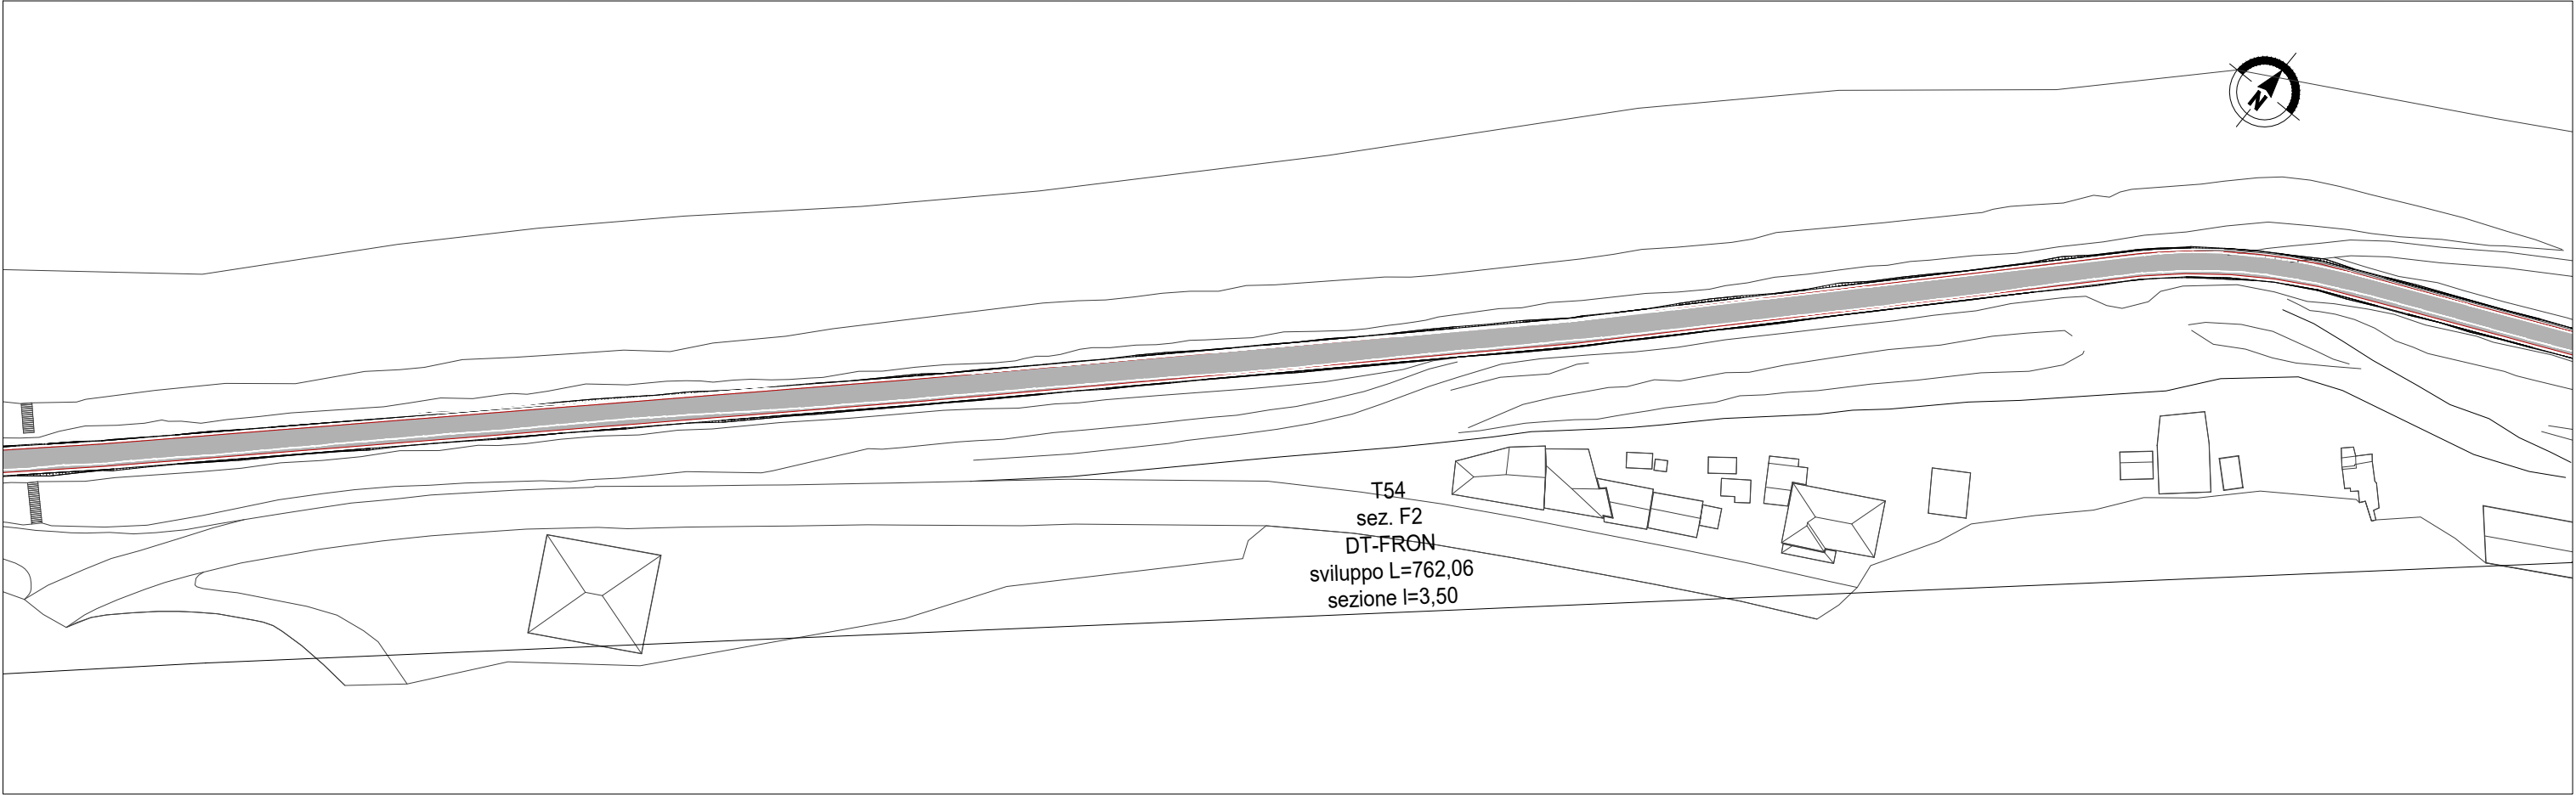 N
T54
sez. F2
DT-FRON
sviluppo L=762,06
sezione l=3,50